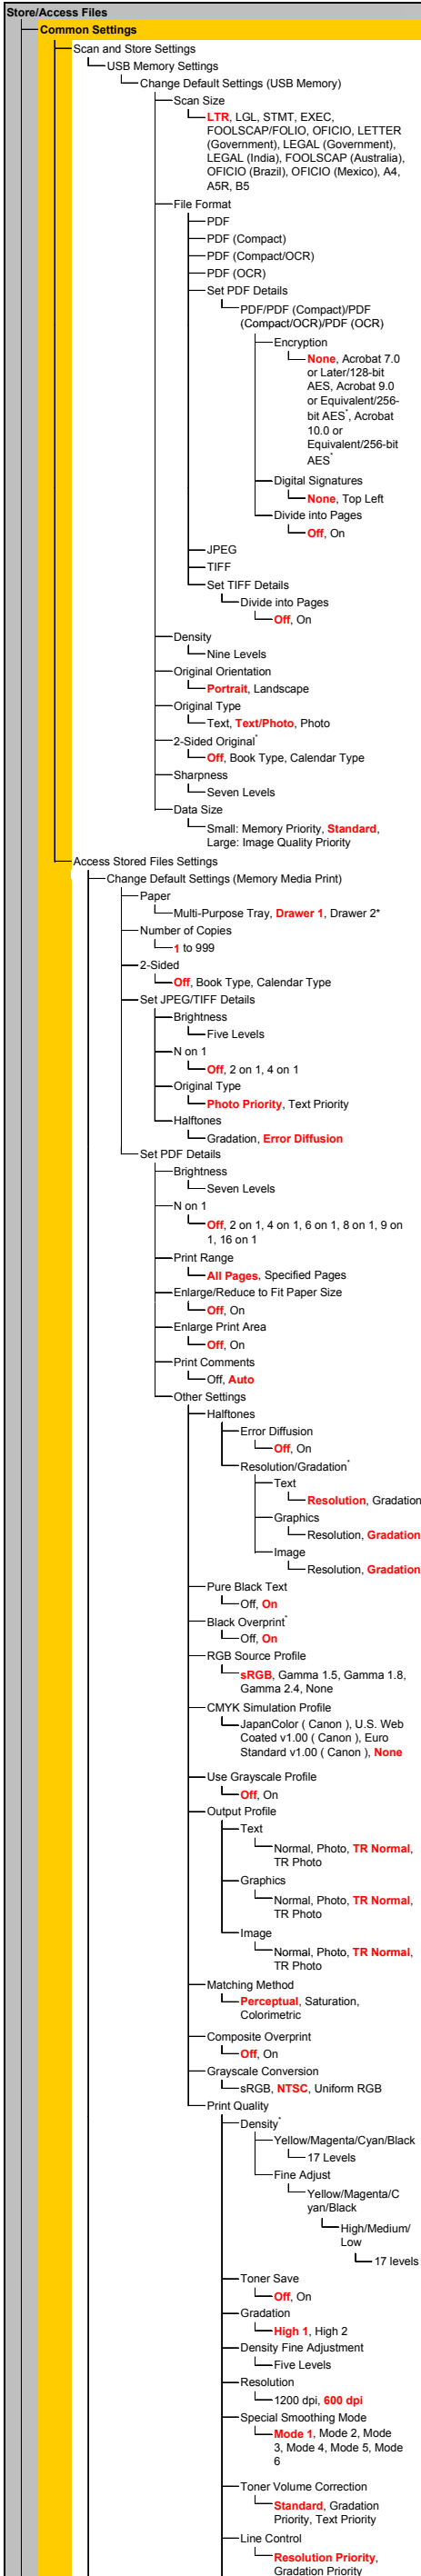 Store/Access Files
Common Settings
Scan and Store Settings
USB Memory Settings
Change Default Settings (USB Memory)
Scan Size
LTR, LGL, STMT, EXEC,
FOOLSCAP/FOLIO, OFICIO, LETTER
(Government), LEGAL (Government),
LEGAL (India), FOOLSCAP (Australia),
OFICIO (Brazil), OFICIO (Mexico), A4,
A5R, B5
File Format
PDF
PDF (Compact)
PDF (Compact/OCR)
PDF (OCR)
Set PDF Details
PDF/PDF (Compact)/PDF
(Compact/OCR)/PDF (OCR)
Encryption
None, Acrobat 7.0
or Later/128-bit
AES, Acrobat 9.0
or Equivalent/256-
bit AES*, Acrobat
10.0 or
Equivalent/256-bit
AES*
Digital Signatures
None, Top Left
Divide into Pages
Off, On
JPEG
TIFF
Set TIFF Details
Divide into Pages
Off, On
Density
Nine Levels
Original Orientation
Portrait, Landscape
Original Type
Text, Text/Photo, Photo
2-Sided Original*
Off, Book Type, Calendar Type
Sharpness
Seven Levels
Data Size
Small: Memory Priority, Standard,
Large: Image Quality Priority
Access Stored Files Settings
Change Default Settings (Memory Media Print)
Paper
Multi-Purpose Tray, Drawer 1, Drawer 2*
Number of Copies
1 to 999
2-Sided
Off, Book Type, Calendar Type
Set JPEG/TIFF Details
Brightness
Five Levels
N on 1
Off, 2 on 1, 4 on 1
Original Type
Photo Priority, Text Priority
Halftones
Gradation, Error Diffusion
Set PDF Details
Brightness
Seven Levels
N on 1
Off, 2 on 1, 4 on 1, 6 on 1, 8 on 1, 9 on
1, 16 on 1
Print Range
All Pages, Specified Pages
Enlarge/Reduce to Fit Paper Size
Off, On
Enlarge Print Area
Off, On
Print Comments
Off, Auto
Other Settings
Halftones
Error Diffusion
Off, On
Resolution/Gradation*
Text
Resolution, Gradation
Graphics
Resolution, Gradation
Image
Resolution, Gradation
Pure Black Text
Off, On
Black Overprint*
Off, On
RGB Source Profile
sRGB, Gamma 1.5, Gamma 1.8,
Gamma 2.4, None
CMYK Simulation Profile
JapanColor ( Canon ), U.S. Web
Coated v1.00 ( Canon ), Euro
Standard v1.00 ( Canon ), None
Use Grayscale Profile
Off, On
Output Profile
Text
Normal, Photo, TR Normal,
TR Photo
Graphics
Normal, Photo, TR Normal,
TR Photo
Image
Normal, Photo, TR Normal,
TR Photo
Matching Method
Perceptual, Saturation,
Colorimetric
Composite Overprint
Off, On
Grayscale Conversion
sRGB, NTSC, Uniform RGB
Print Quality
Density*
Yellow/Magenta/Cyan/Black
17 Levels
Fine Adjust
Yellow/Magenta/C
yan/Black
High/Medium/
Low
17 levels
Toner Save
Off, On
Gradation
High 1, High 2
Density Fine Adjustment
Five Levels
Resolution
1200 dpi, 600 dpi
Special Smoothing Mode
Mode 1, Mode 2, Mode
3, Mode 4, Mode 5, Mode
6
Toner Volume Correction
Standard, Gradation
Priority, Text Priority
Line Control
Resolution Priority,
Gradation Priority